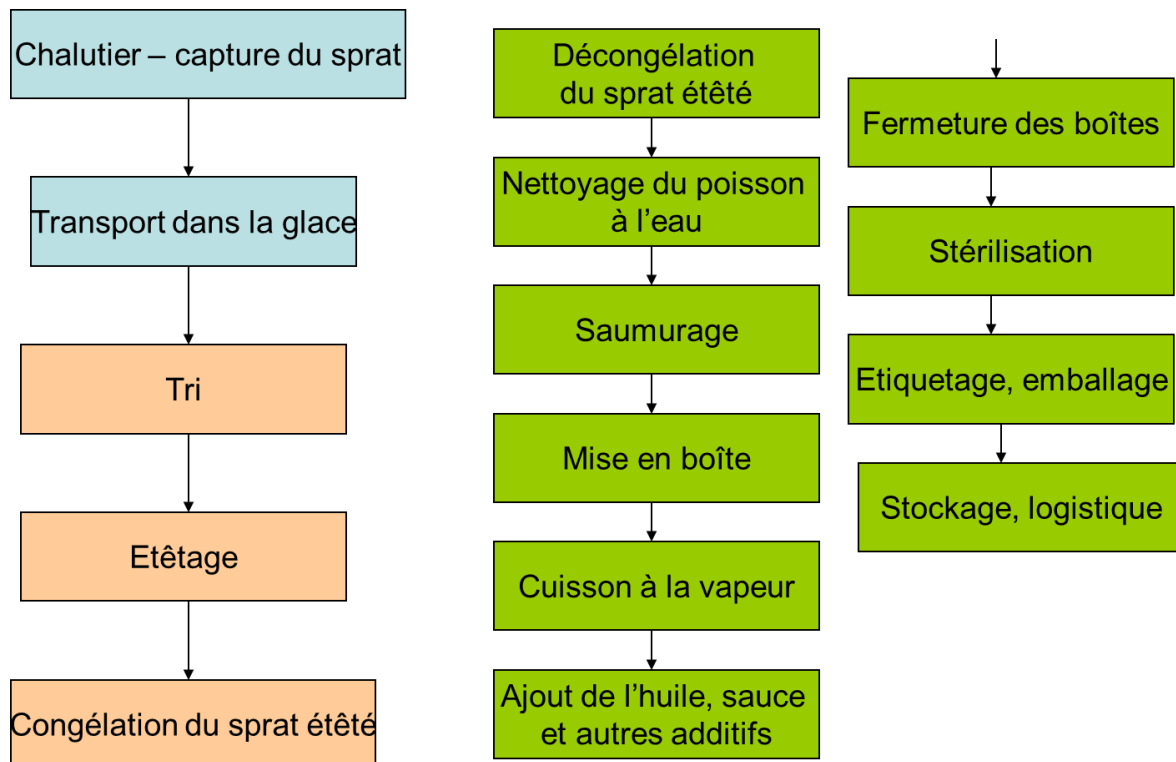 Chalutier – capture du sprat
Transport dans la glace
Tri
Etêtage
Congélation du sprat étêté
Décongélation
du sprat étêté
Nettoyage du poisson
à l’eau
Saumurage
Mise en boîte
Cuisson à la vapeur
Ajout de l’huile, sauce
et autres additifs
Fermeture des boîtes
Stérilisation
Etiquetage, emballage
Stockage, logistique